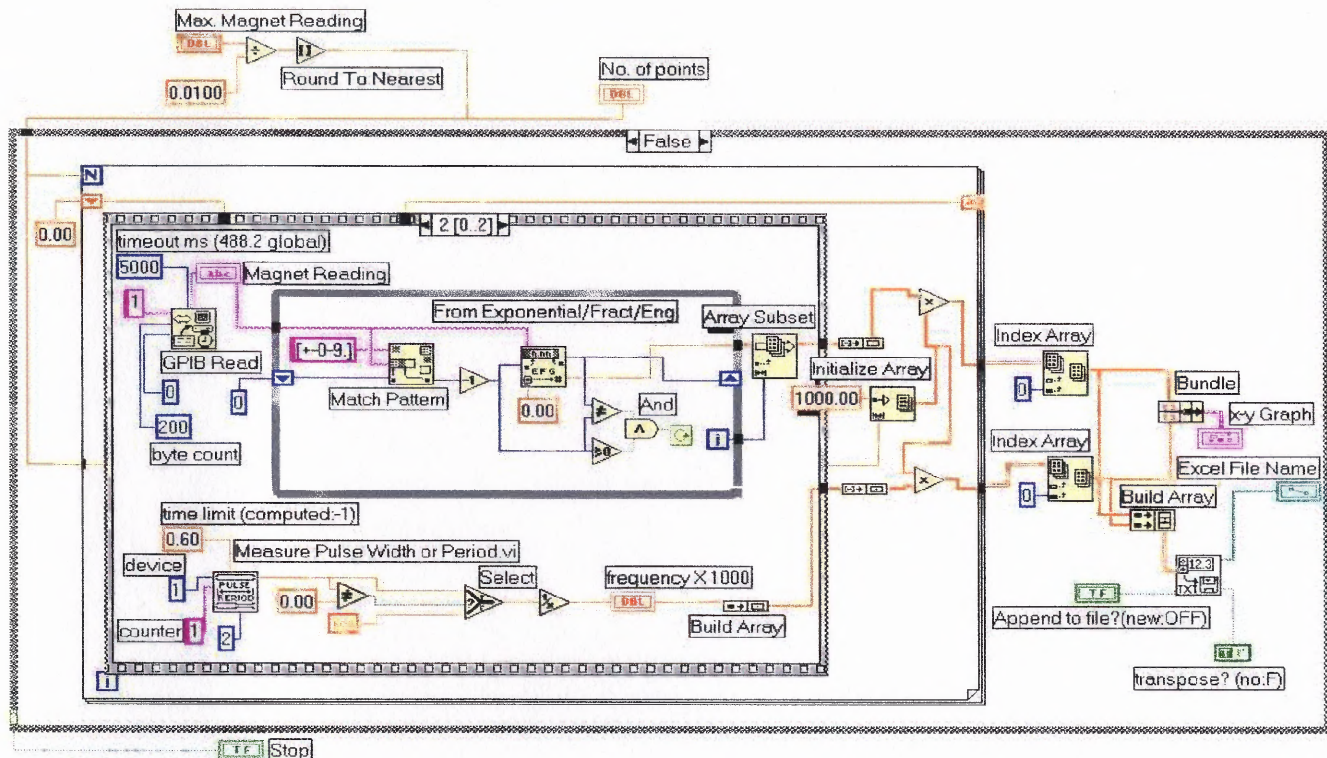 Max. Magnet Reading
DBL
Round To Nearest
0.0100
No. of points
DBL
False
N
0.00
2 [0..2]
timeout ms (488.2 global)
5000
abc
Magnet Reading
1
From Exponential/Fract/Eng
Array Subset
[+-0-9.]
GPIB Read
0
0
Match Pattern
-1
EFG
0.00
And
Initialize Array
1000.00
Index Array
0
Bundle
x-y Graph
200
byte count
i
Index Array
0
Excel File Name
Build Array
time limit (computed:-1)
0.60
Measure Pulse Width or Period.vi
device
1
PULSE
PERIOD
0.00
Select
frequency X 1000
DBL
Build Array
12.3
TXT
TF
Append to file?(new:OFF)
counter
1
2
i
TF
transpose? (no:F)
TF
Stop